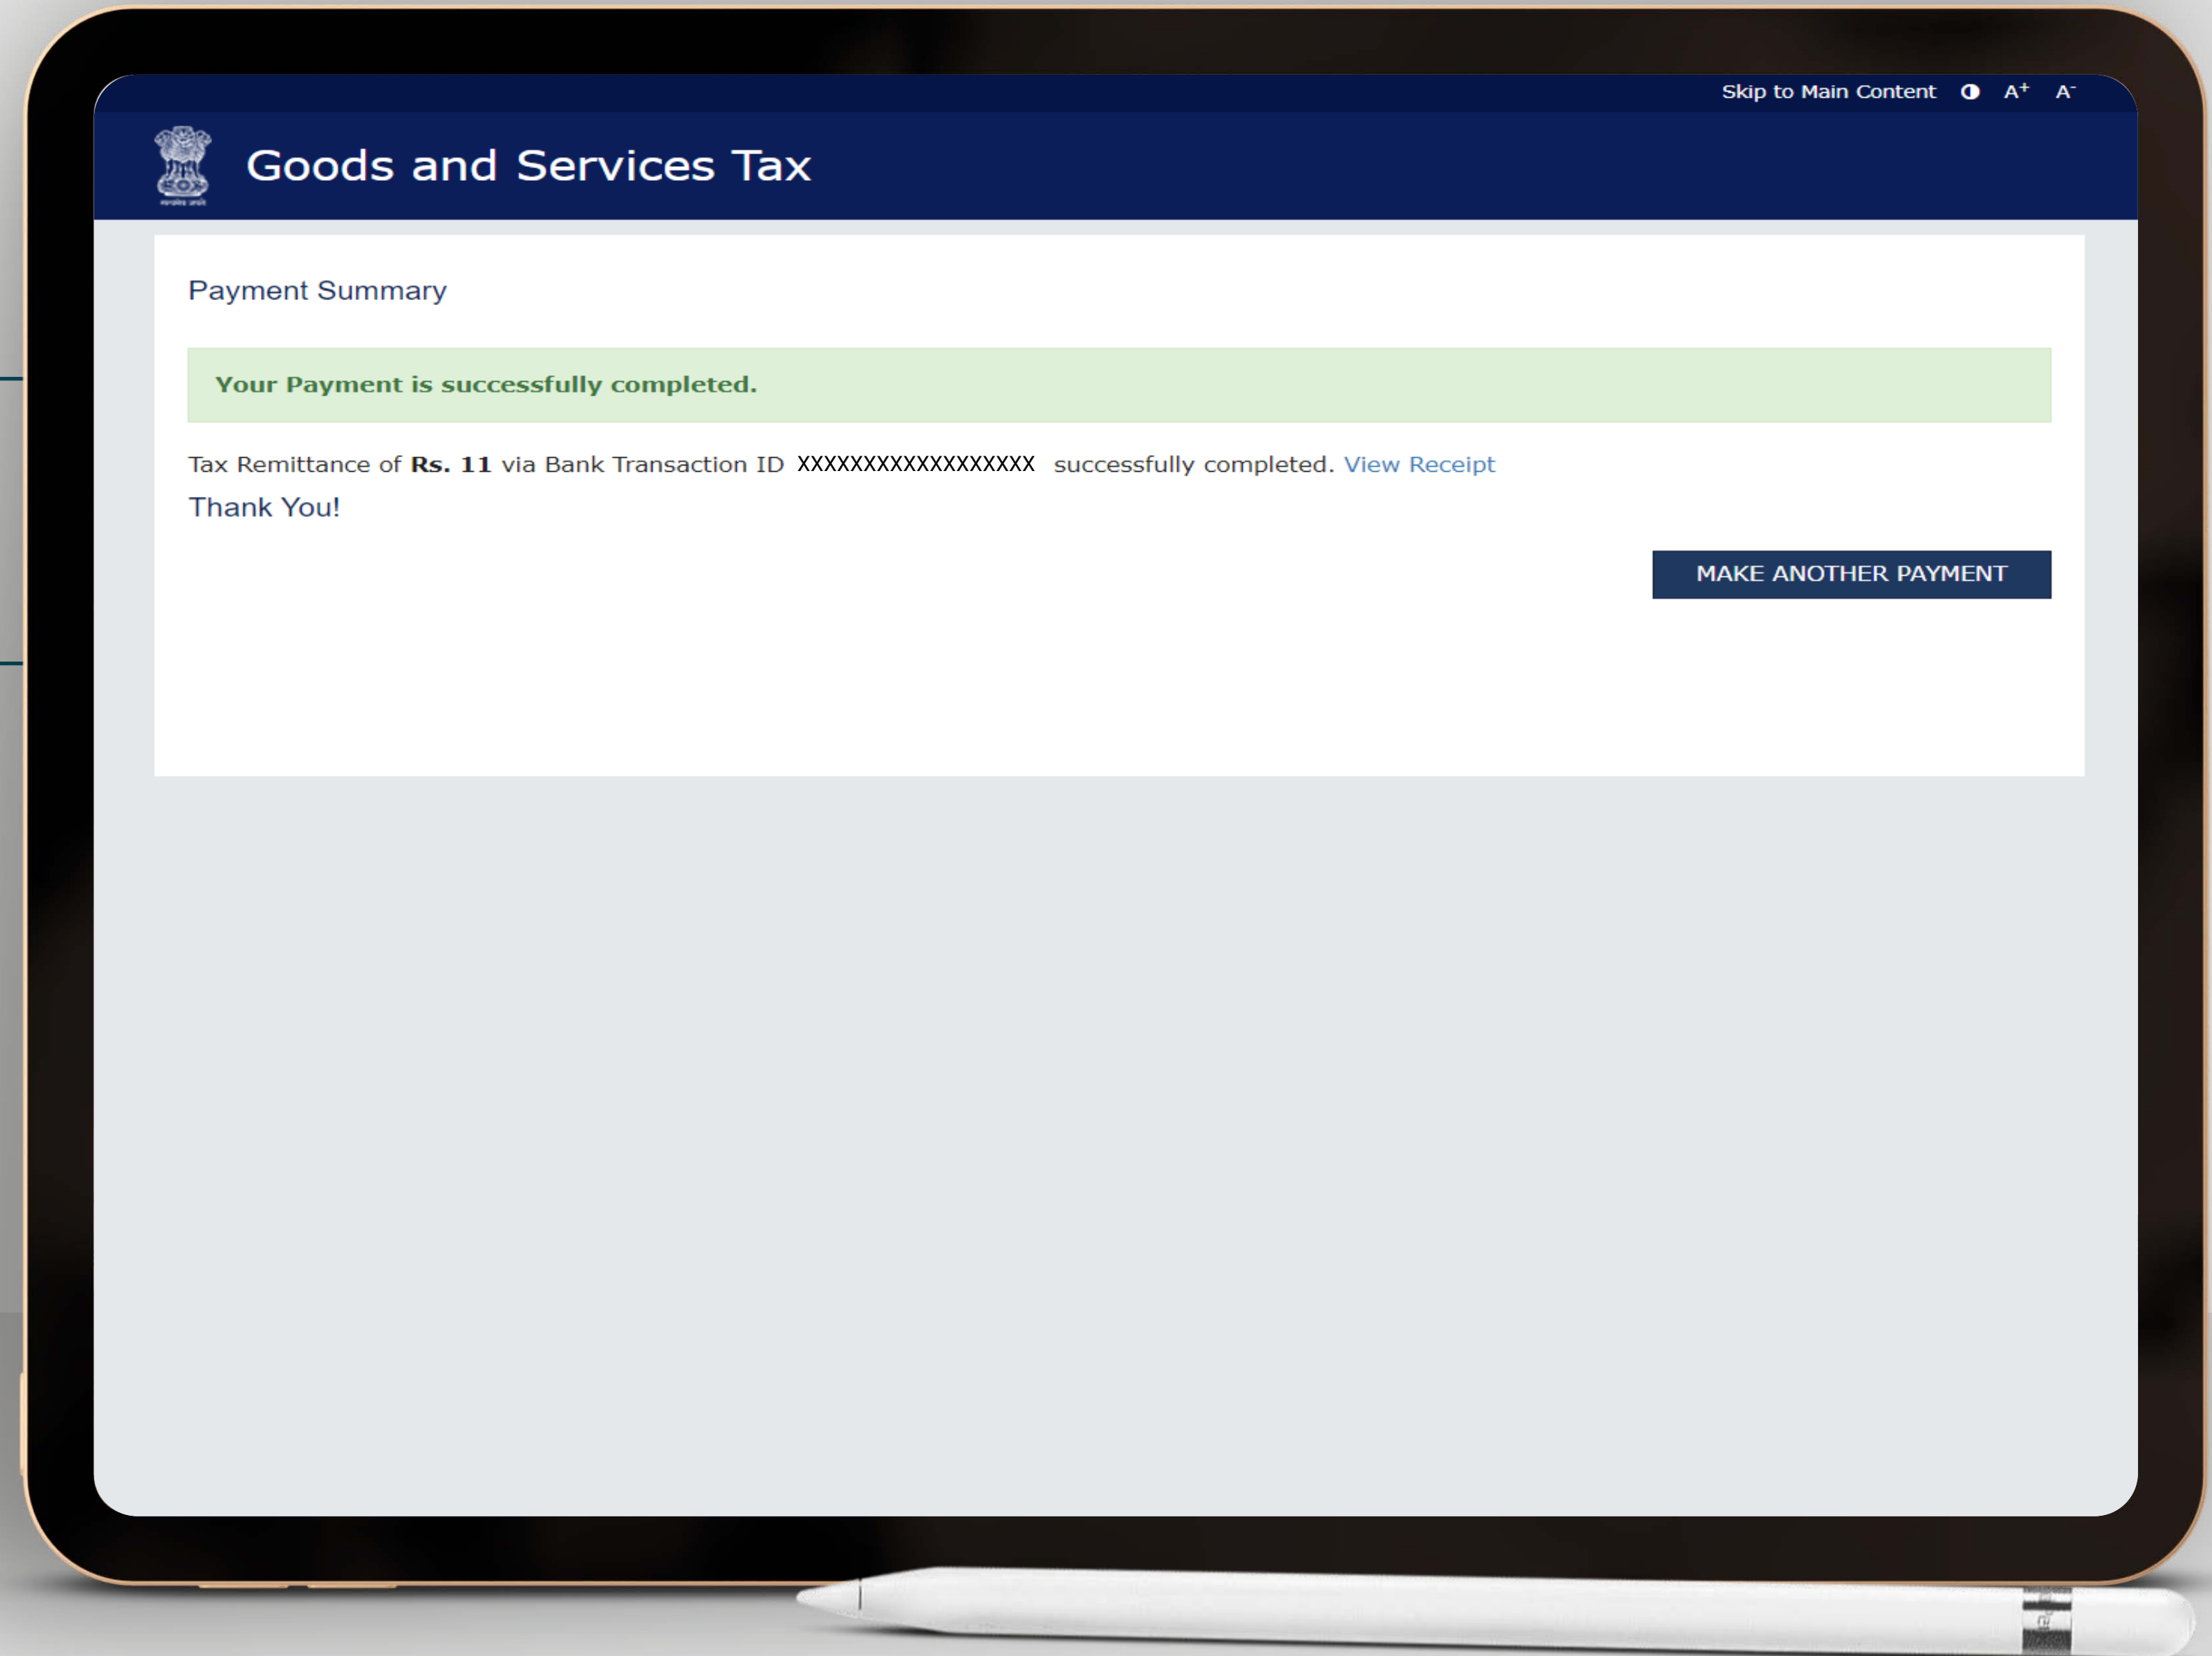 Skip to Main Content A+ A-
Goods and Services Tax
Payment Summary
Your Payment is successfully completed.
Tax Remittance of Rs. 11 via Bank Transaction ID XXXXXXXXXXXXXXXXXX successfully completed. View Receipt
Thank You!
MAKE ANOTHER PAYMENT